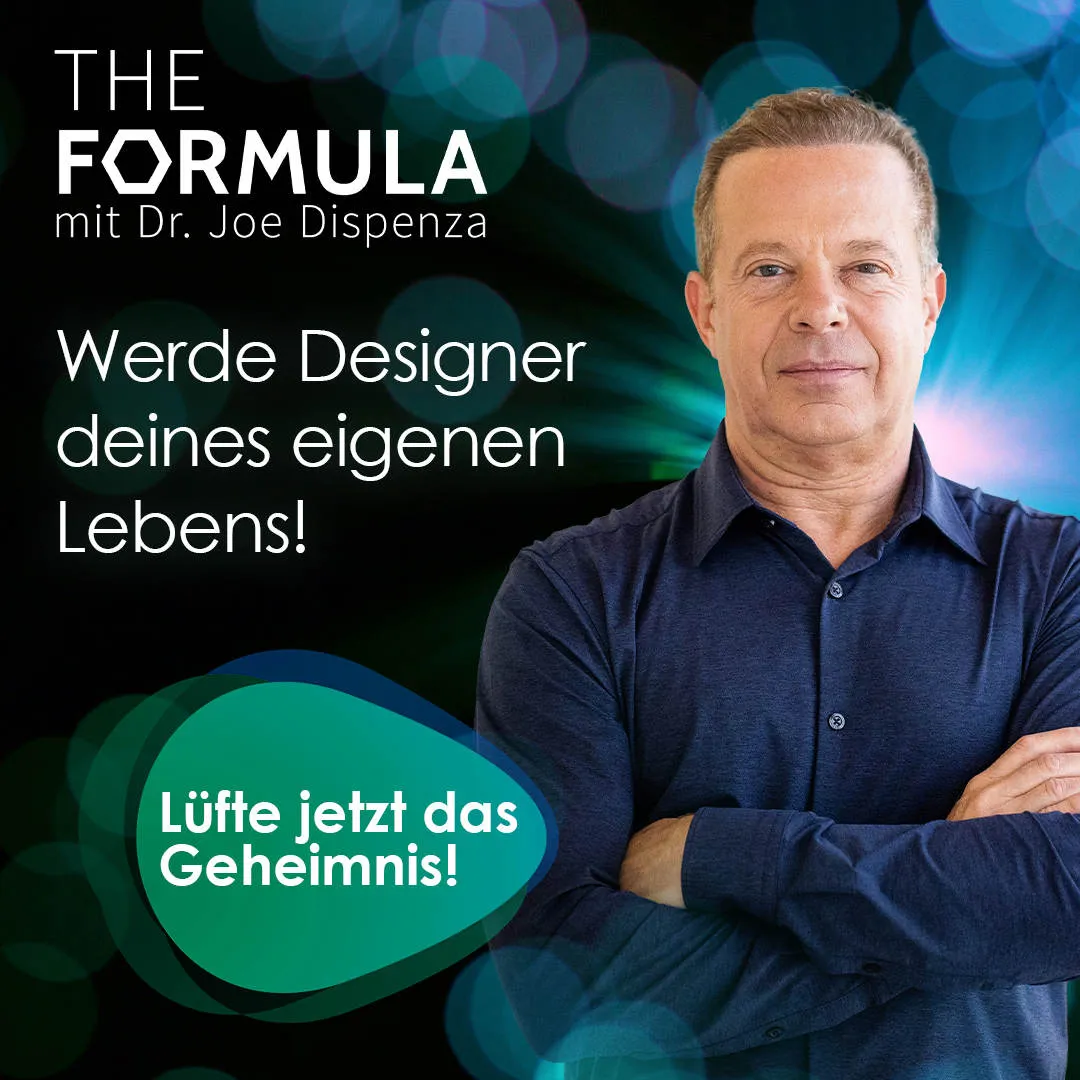 THE
FORMULA
mit Dr. Joe Dispenza
Werde Designer
deines eigenen
Lebens!
Lüfte jetzt das
Geheimnis!